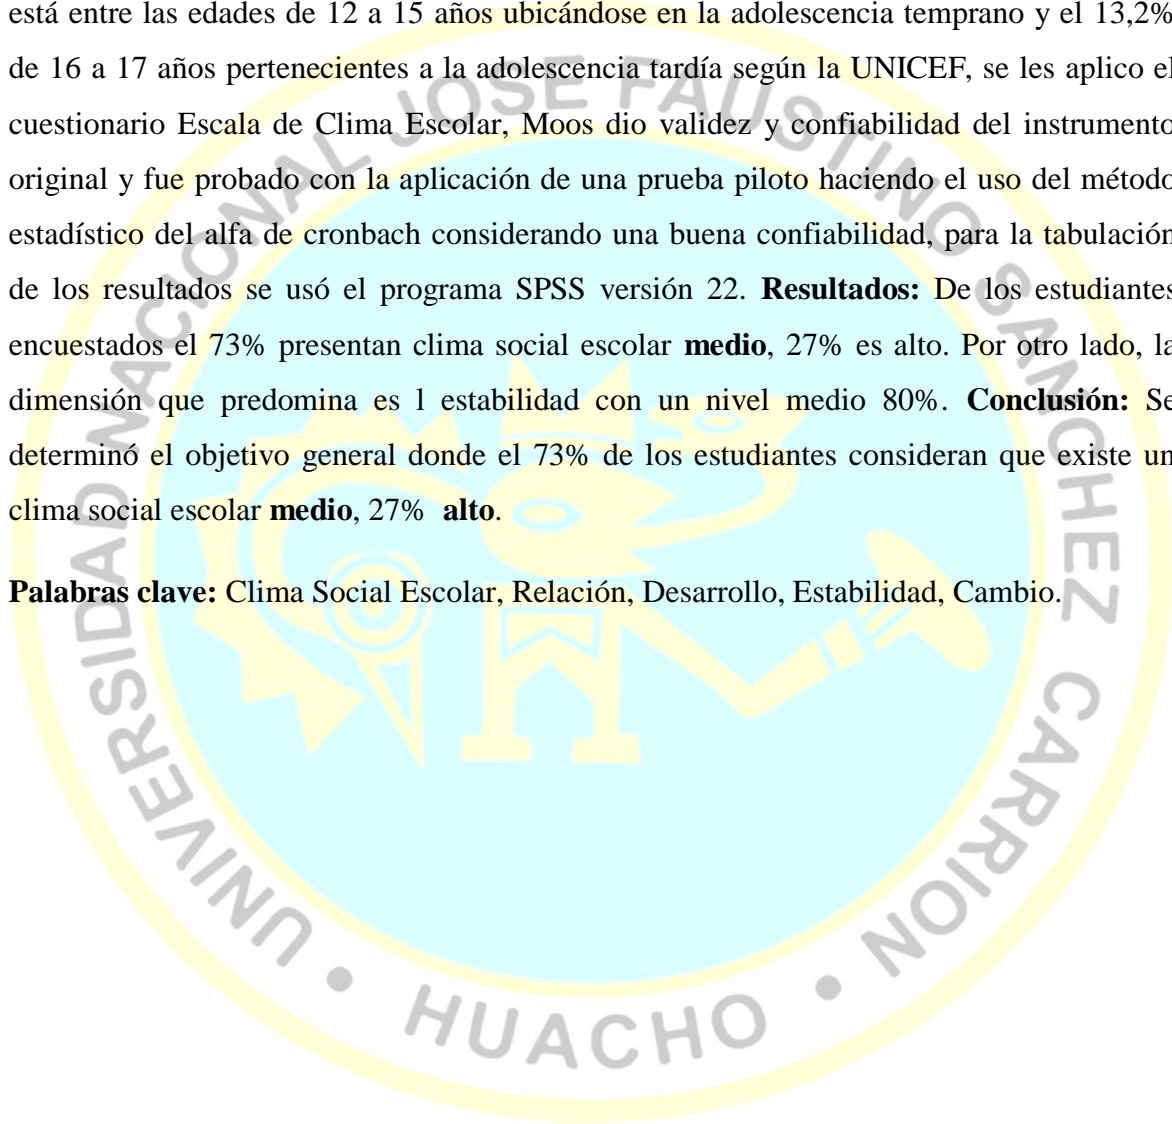 está entre las edades de 12 a 15 años ubicándose en la adolescencia temprano y el 13,2%
de 16 a 17 años pertenecientes a la adolescencia tardía según la UNICEF, se les aplico el
cuestionario Escala de Clima Escolar, Moos dio validez y confiabilidad del instrumento
original y fue probado con la aplicación de una prueba piloto haciendo el uso del método
estadístico del alfa de cronbach considerando una buena confiabilidad, para la tabulación
de los resultados se usó el programa SPSS versión 22. Resultados: De los estudiantes
encuestados el 73% presentan clima social escolar medio, 27% es alto. Por otro lado, la
dimensión que predomina es l estabilidad con un nivel medio 80%. Conclusión: Se
determinó el objetivo general donde el 73% de los estudiantes consideran que existe un
clima social escolar medio, 27% alto.
Palabras clave: Clima Social Escolar, Relación, Desarrollo, Estabilidad, Cambio.
UNIVERSIDAD NACIONAL JOSE FAUSTINO SANCHEZ CARRION
• HUACHO •